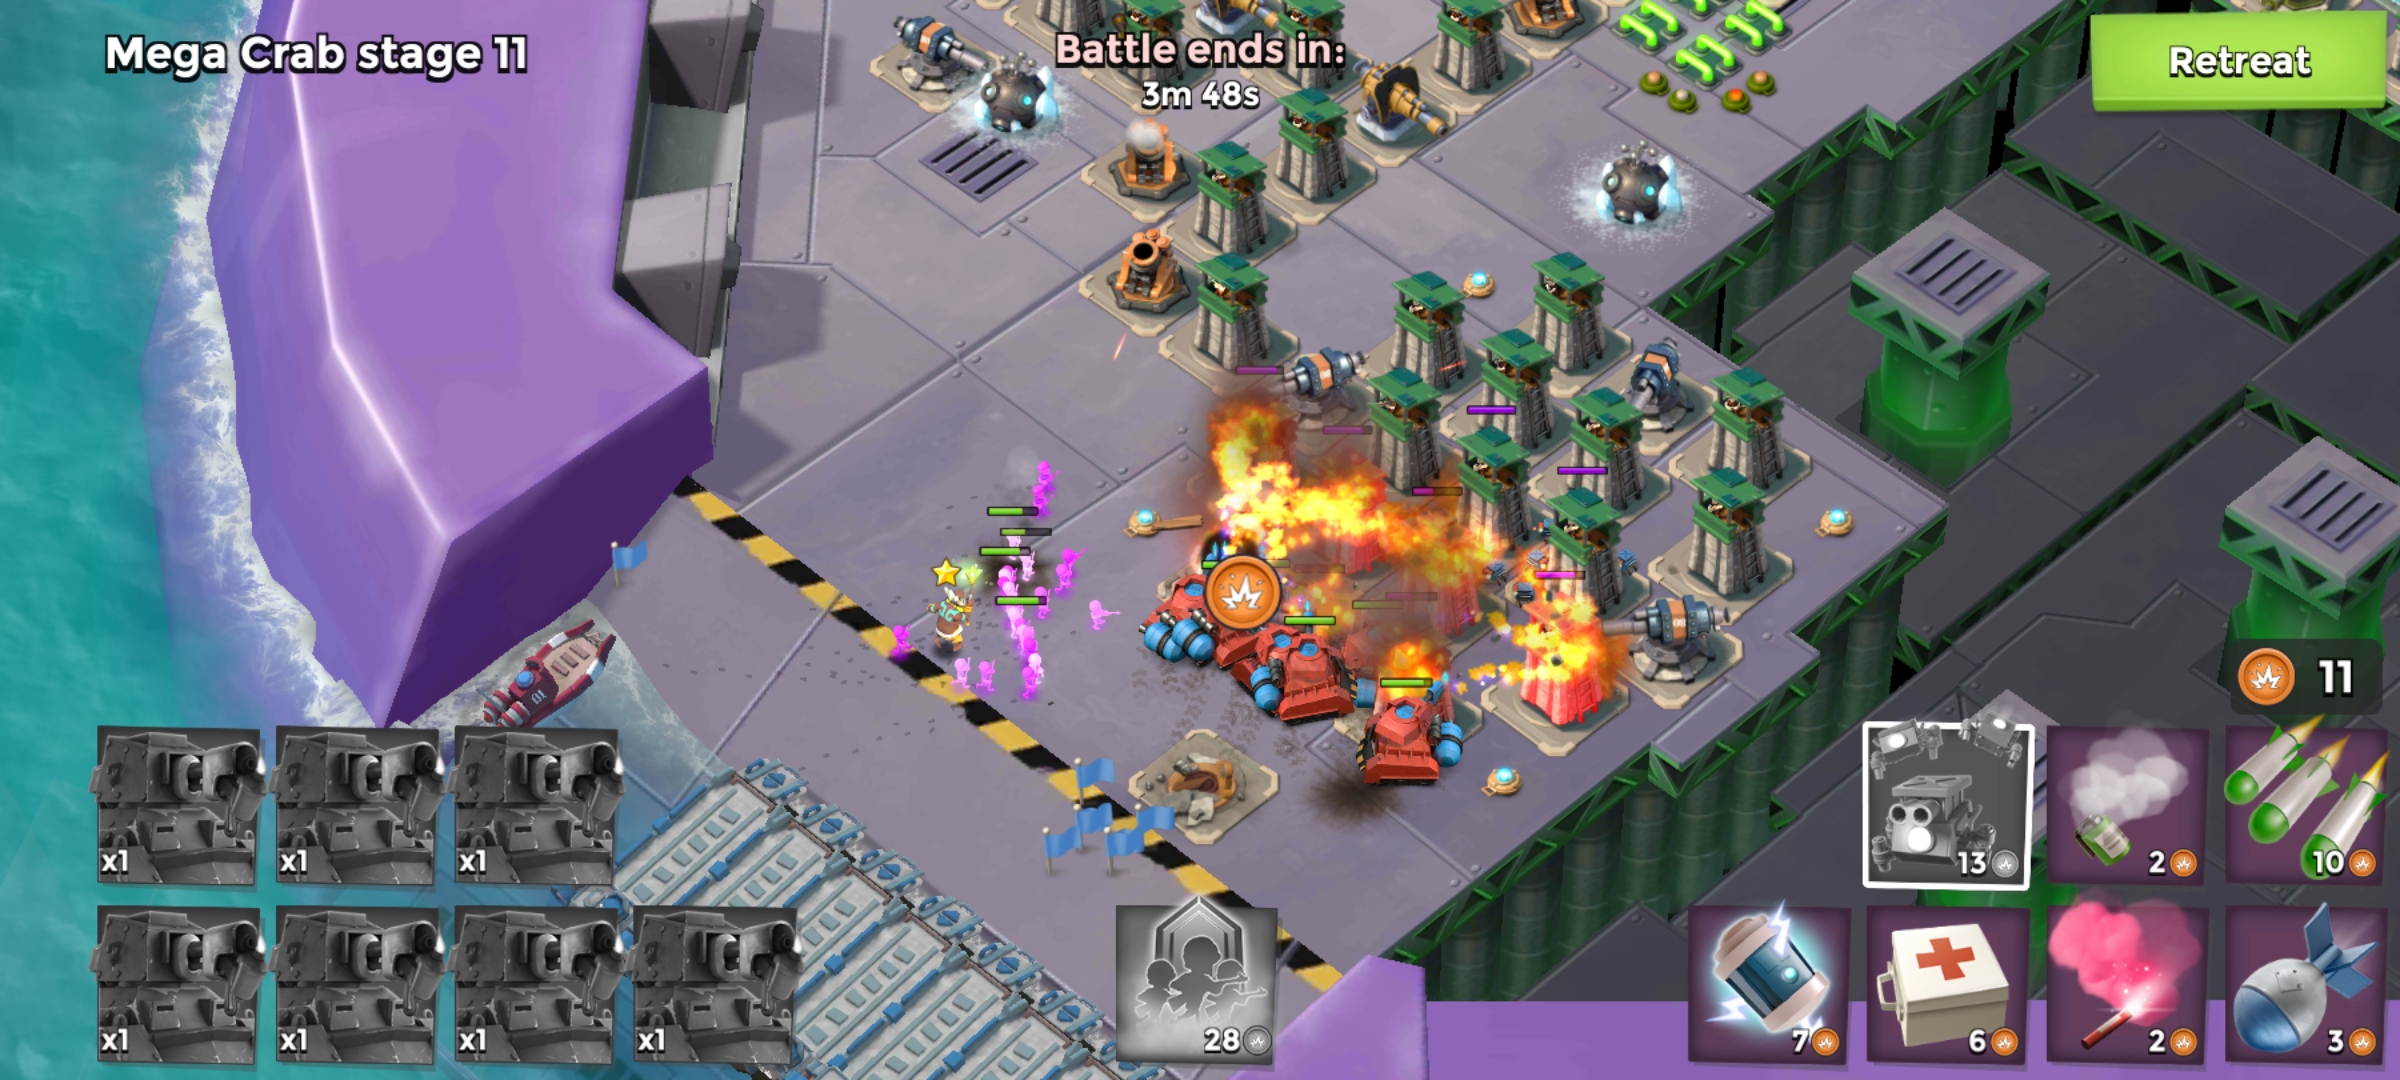 Mega Crab stage 11
Battle ends in:
3m 48s
Retreat
11
13
2
10
x1
x1
x1
x1
x1
x1
x1
28
7
6
2
3